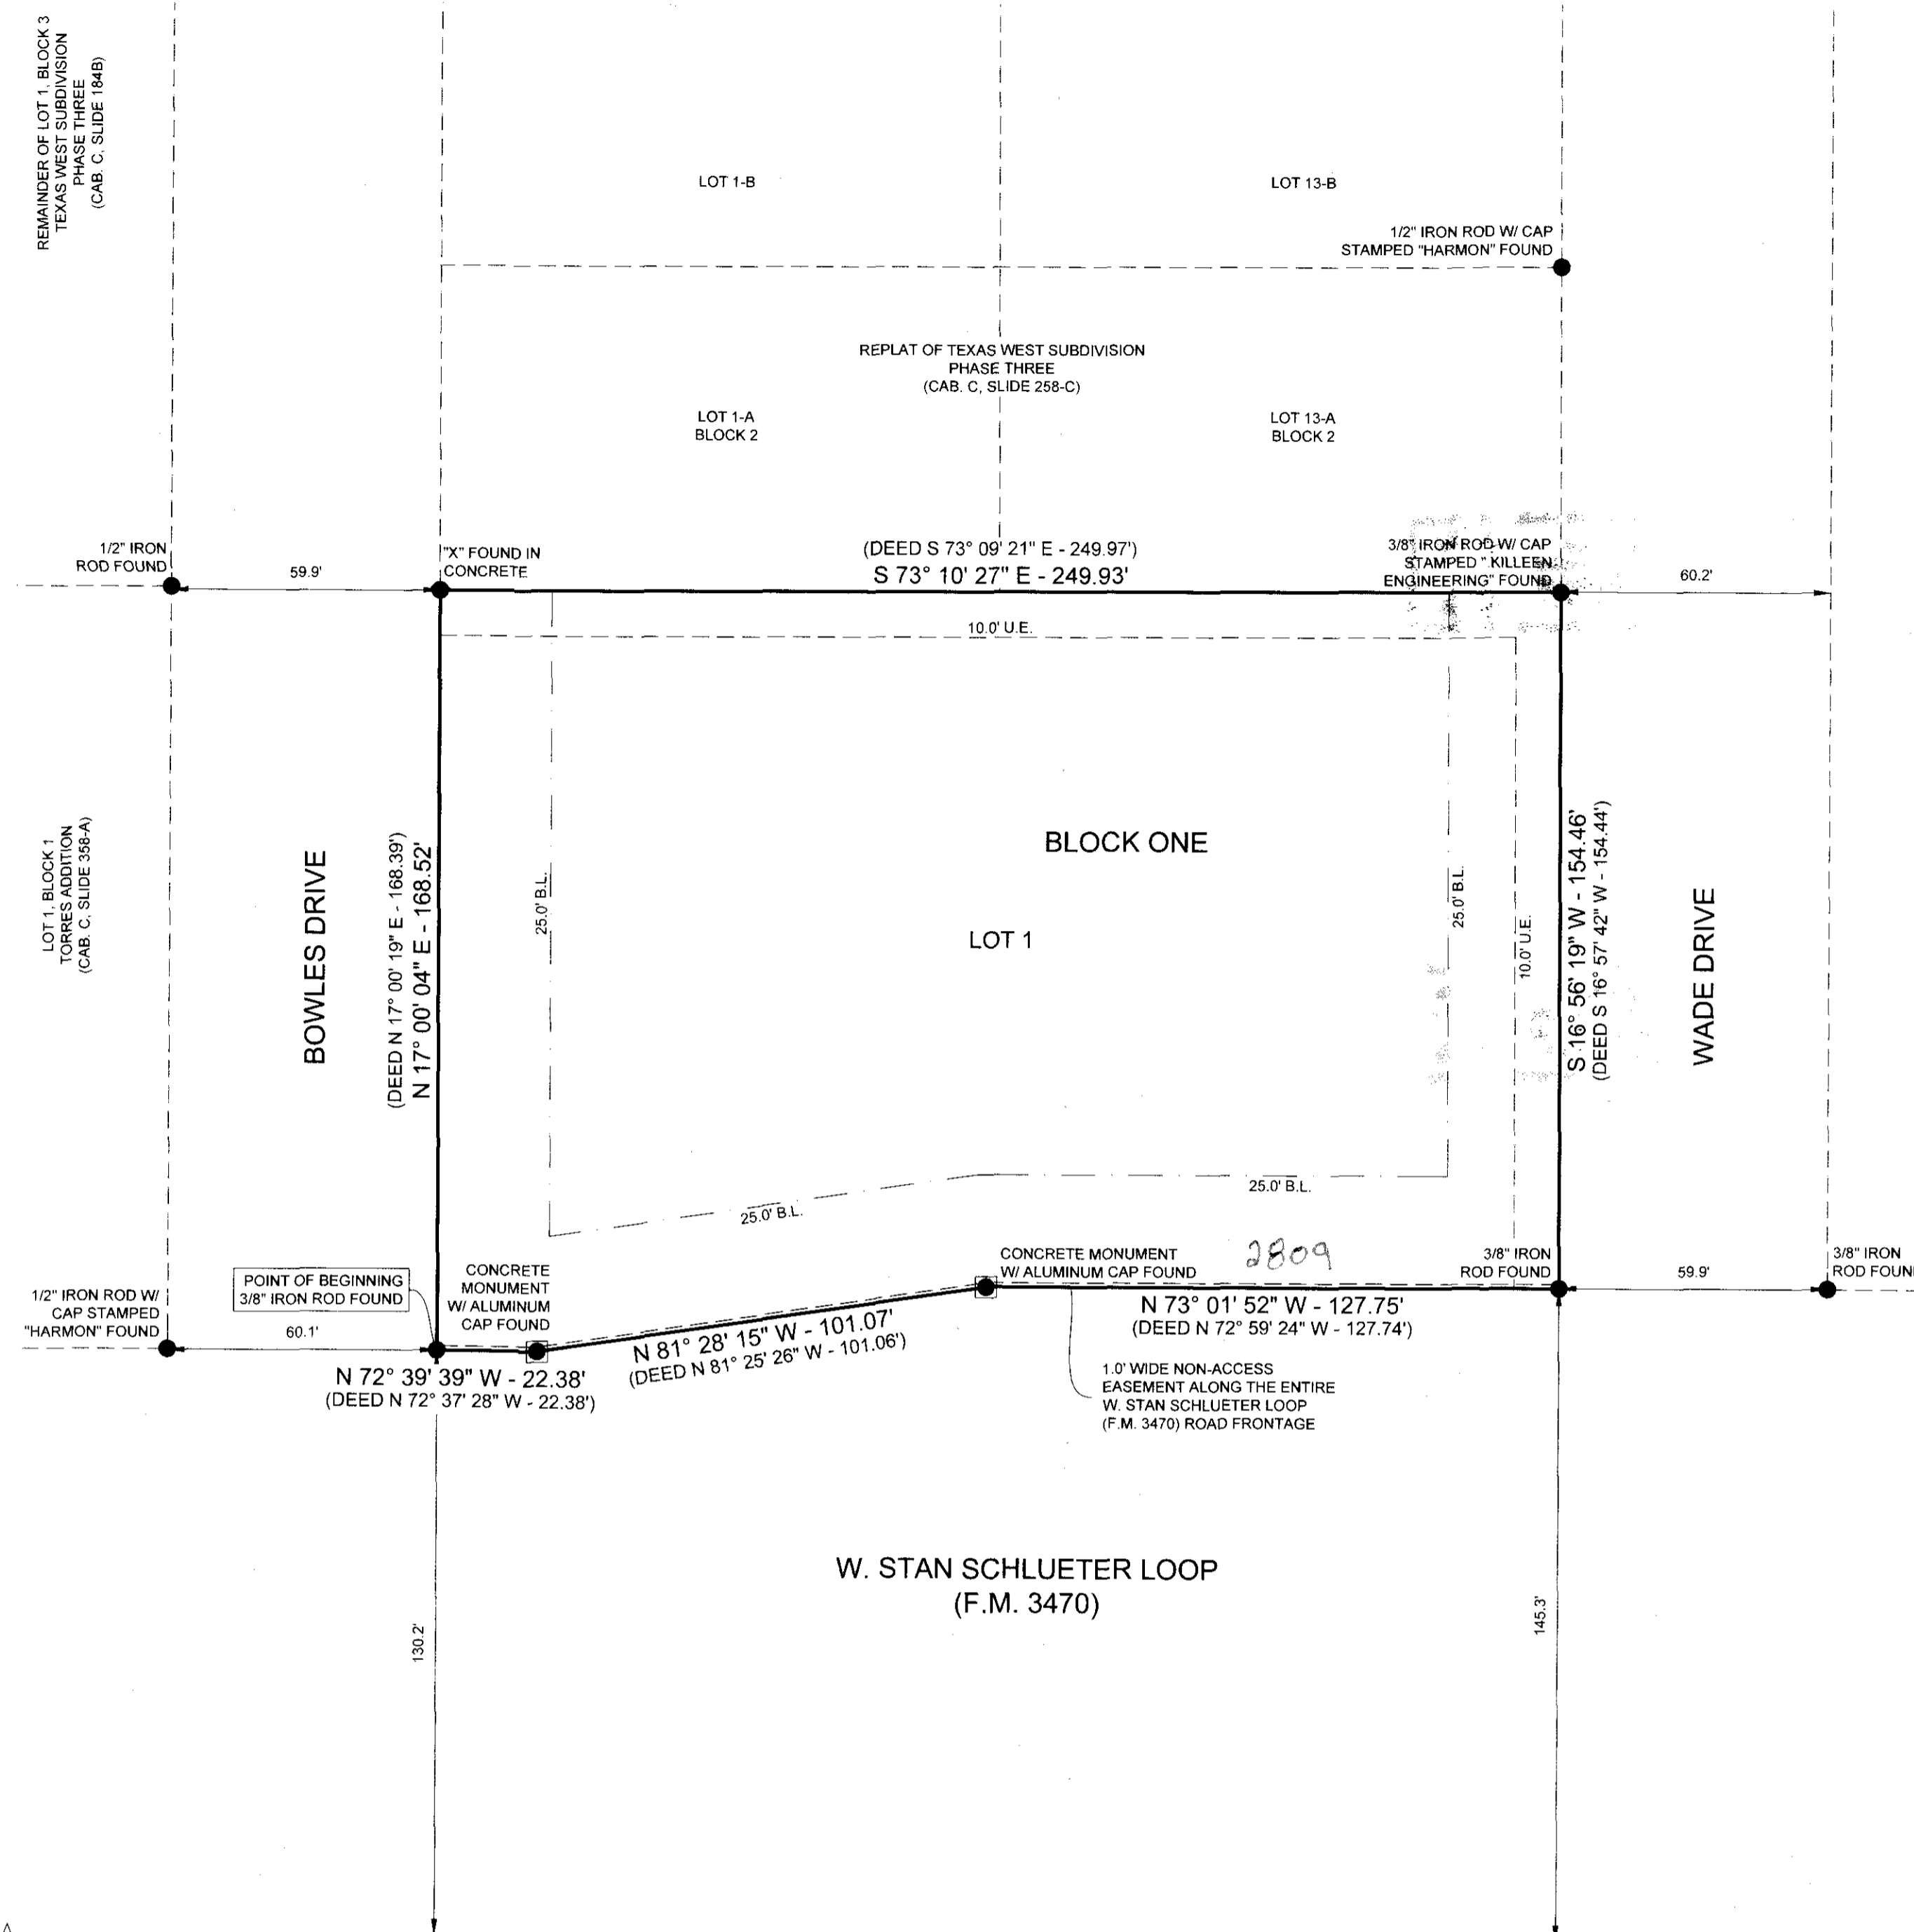 REMAINDER OF LOT 1, BLOCK 3
TEXAS WEST SUBDIVISION
PHASE THREE
(CAB. C, SLIDE 184B)
LOT 1-B
LOT 13-B
1/2" IRON ROD W/ CAP
STAMPED "HARMON" FOUND
REPLAT OF TEXAS WEST SUBDIVISION
PHASE THREE
(CAB. C, SLIDE 258-C)
LOT 1-A
BLOCK 2
LOT 13-A
BLOCK 2
1/2" IRON
ROD FOUND
59.9'
"X" FOUND IN
CONCRETE
(DEED S 73° 09' 21" E - 249.97')
S 73° 10' 27" E - 249.93'
3/8" IRON ROD W/ CAP
STAMPED " KILLEEN
ENGINEERING" FOUND
60.2'
10.0' U.E.
LOT 1, BLOCK 1
TORRES ADDITION
(CAB. C, SLIDE 358-A)
BOWLES DRIVE
(DEED N 17° 00' 19" E - 168.39')
N 17° 00' 04" E - 168.52'
25.0' B.L.
BLOCK ONE
LOT 1
25.0' B.L.
10.0' U.E.
S 16° 56' 19" W - 154.46'
(DEED S 16° 57' 42" W - 154.44')
WADE DRIVE
25.0' B.L.
25.0' B.L.
POINT OF BEGINNING
3/8" IRON ROD FOUND
CONCRETE
MONUMENT
W/ ALUMINUM
CAP FOUND
CONCRETE MONUMENT
W/ ALUMINUM CAP FOUND
2809
3/8" IRON
ROD FOUND
59.9'
3/8" IRON
ROD FOUN
1/2" IRON ROD W/
CAP STAMPED
"HARMON" FOUND
60.1'
N 72° 39' 39" W - 22.38'
(DEED N 72° 37' 28" W - 22.38')
N 81° 28' 15" W - 101.07'
(DEED N 81° 25' 26" W - 101.06')
N 73° 01' 52" W - 127.75'
(DEED N 72° 59' 24" W - 127.74')
1.0' WIDE NON-ACCESS
EASEMENT ALONG THE ENTIRE
W. STAN SCHLUETER LOOP
(F.M. 3470) ROAD FRONTAGE
W. STAN SCHLUETER LOOP
(F.M. 3470)
130.2'
145.3'